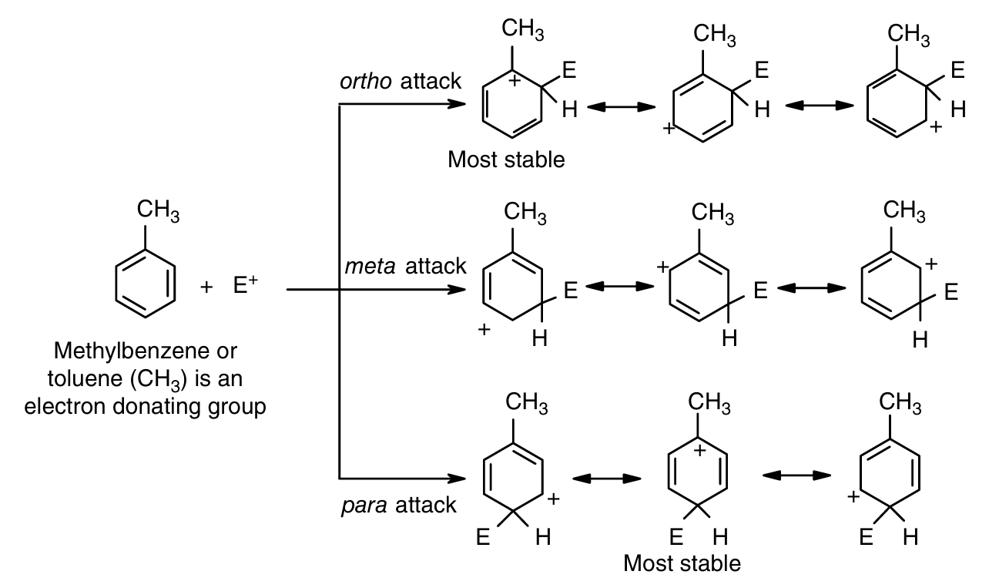 CH₃ CH₃ CH₃
ortho attack + E E E
H H H
+ +
Most stable
CH₃ CH₃ CH₃
CH₃
meta attack + +
+ E⁺ E E E
+ H H H
Methylbenzene or
toluene (CH₃) is an
electron donating group
CH₃ CH₃ CH₃
+
para attack + +
E H E H E H
Most stable